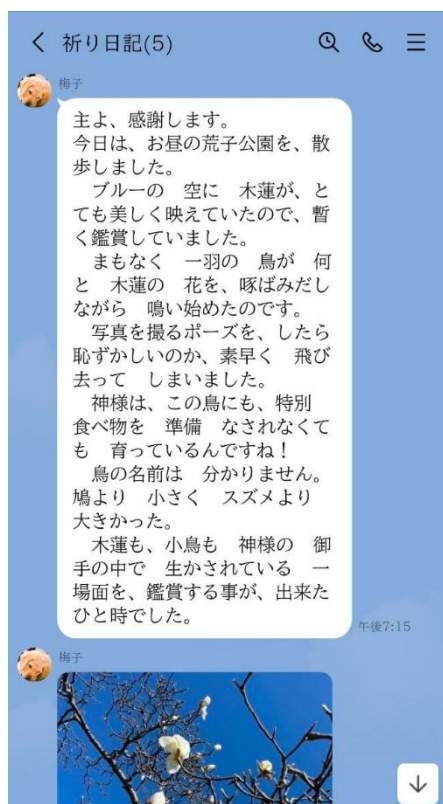 祈り日記(5)
梅子
主よ、感謝します。
今日は、お昼の荒子公園を、散
歩しました。
　ブルーの　空に　木蓮が、と
ても美しく映えていたので、暫
く鑑賞していました。
　まもなく　一羽の　鳥が　何
と　木蓮の　花を、啄ばみだし
ながら　鳴い始めたのです。
　写真を撮るポーズを、したら
恥ずかしいのか、素早く　飛び
去って　しまいました。
　神様は、この鳥にも、特別
食べ物を　準備　なされなくて
も　育っているんですね！
　鳥の名前は　分かりません。
鳩より　小さく　スズメより
大きかった。
　木蓮も、小鳥も　神様の　御
手の中で　生かされている　一
場面を、鑑賞する事が、出来た
ひと時でした。
午後7:15
梅子